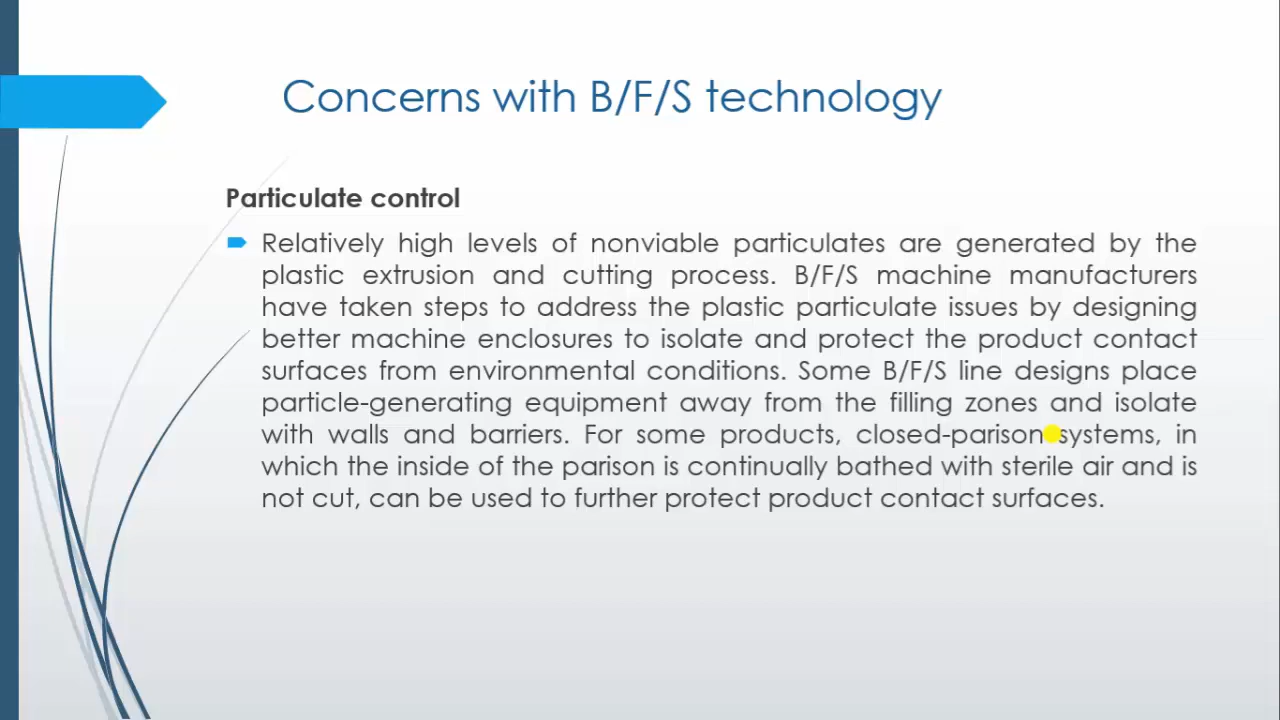 Concerns with B/F/S technology
Particulate control
Relatively high levels of nonviable particulates are generated by the
plastic extrusion and cutting process. B/F/S machine manufacturers
have taken steps to address the plastic particulate issues by designing
better machine enclosures to isolate and protect the product contact
surfaces from environmental conditions. Some B/F/S line designs place
particle-generating equipment away from the filling zones and isolate
with walls and barriers. For some products, closed-parison systems, in
which the inside of the parison is continually bathed with sterile air and is
not cut, can be used to further protect product contact surfaces.